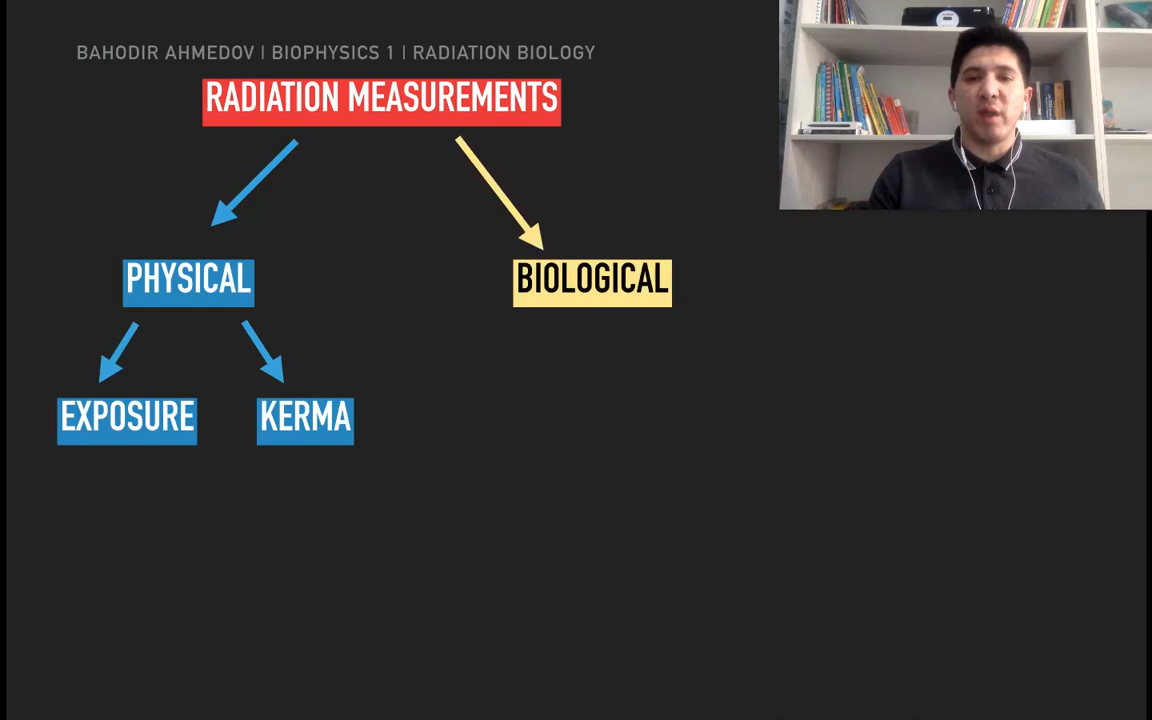 BAHODIR AHMEDOV | BIOPHYSICS 1 | RADIATION BIOLOGY
RADIATION MEASUREMENTS
PHYSICAL
BIOLOGICAL
EXPOSURE
KERMA